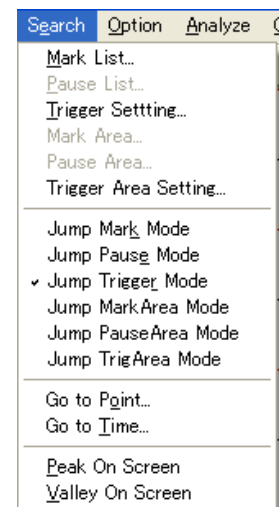 Search Option Analyze
Mark List...
Pause List...
Trigger Settting...
Mark Area...
Pause Area...
Trigger Area Setting...
Jump Mark Mode
Jump Pause Mode
✓ Jump Trigger Mode
Jump MarkArea Mode
Jump PauseArea Mode
Jump TrigArea Mode
Go to Point...
Go to Time...
Peak On Screen
Valley On Screen